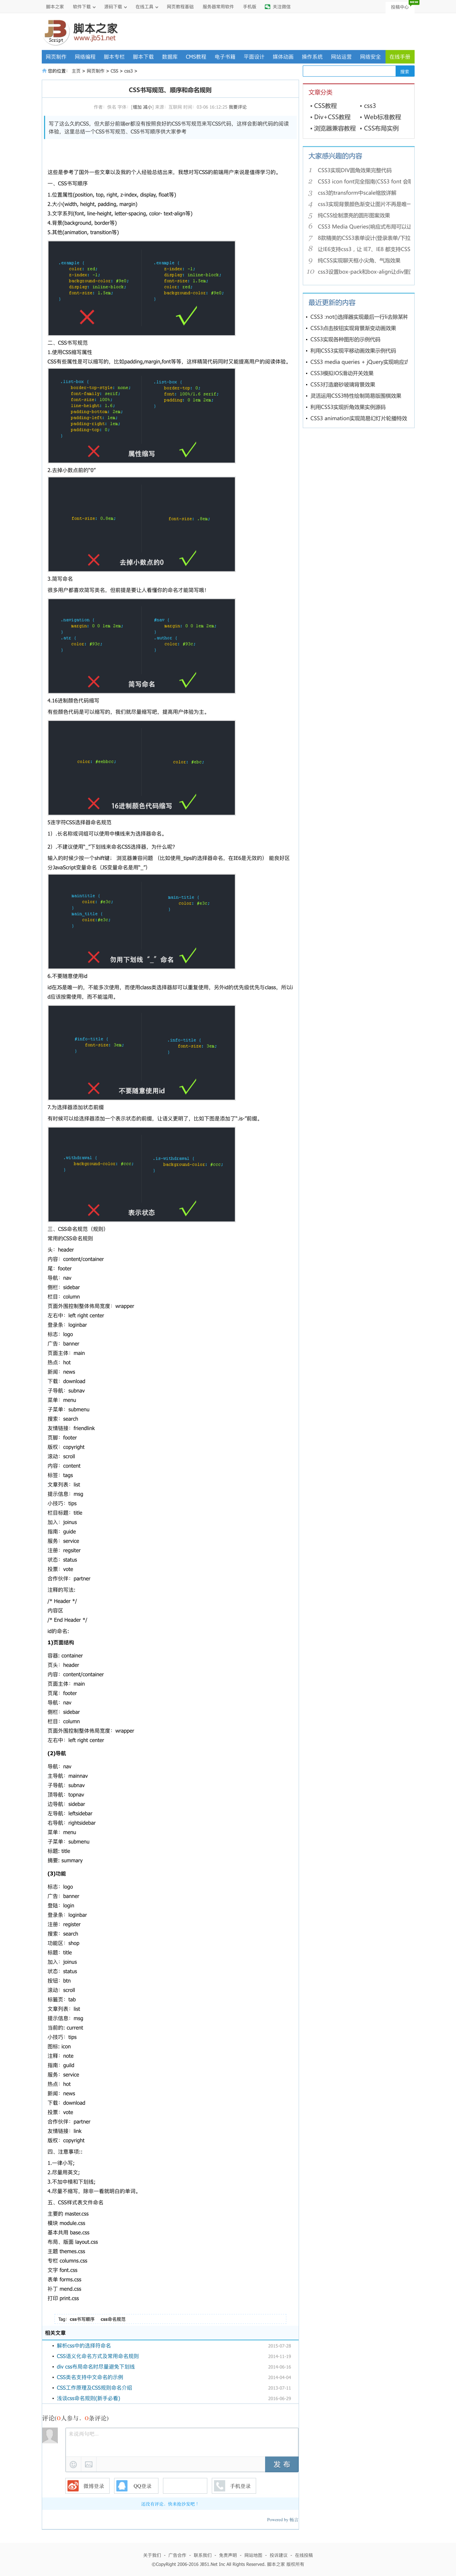 脚本之家 软件下载 源码下载 在线工具 网页教程基础 服务器常用软件 手机版 关注微信 投稿中心
脚本之家
www.jb51.net
网页制作 网络编程 脚本专栏 脚本下载 数据库 CMS教程 电子书籍 平面设计 媒体动画 操作系统 网站运营 网络安全 在线手册
您的位置: 主页 > 网页制作 > CSS > css3 >
搜索
CSS书写规范、顺序和命名规则
写了这么久的CSS，但大部分前端er都没有按照良好的CSS书写规范来写CSS代码，这样会影响代码的阅读体验，这里总结一个CSS书写规范、CSS书写顺序供大家参考
这些是参考了国外一些文章以及我的个人经验总结出来，我想对写CSS的前端用户来说是值得学习的。
一、CSS书写顺序
1.位置属性(position, top, right, z-index, display, float等)
2.大小(width, height, padding, margin)
3.文字系列(font, line-height, letter-spacing, color- text-align等)
4.背景(background, border等)
5.其他(animation, transition等)
二、CSS书写规范
1.使用CSS缩写属性
CSS有些属性是可以缩写的，比如padding,margin,font等等，这样精简代码同时又能提高用户的阅读体验。
属性缩写
2.去掉小数点前的“0”
去掉小数点前的“0”
3.简写命名
很多用户都喜欢简写类名，但前提是要让人看懂你的命名才能简写哦！
简写命名
4.16进制颜色代码缩写
有些颜色代码是可以缩写的，我们就尽量缩写吧，提高用户体验为主。
16进制颜色代码缩写
5连字符CSS选择器命名规范
1）.长名称或词组可以使用中横线来为选择器命名。
2）.不建议使用“_”下划线来命名CSS选择器，为什么呢？
输入的时候少按一个shift键； 浏览器兼容问题 （比如使用_tips的选择器命名，在IE6是无效的） 能良好区分JavaScript变量命名（JS变量命名是用“_”）
勿用下划线“_”命名
6.不要随意使用id
id在JS是唯一的，不能多次使用，而使用class类选择器却可以重复使用，另外id的优先级优先与class，所以id应该按需使用，而不能滥用。
不要随意使用id
7.为选择器添加状态前缀
有时候可以给选择器添加一个表示状态的前缀，让语义更明了，比如下图是添加了“.is-”前缀。
表示状态
三、CSS命名规范（规则）
常用的CSS命名规则
头：header
内容：content/container
尾：footer
导航：nav
侧栏：sidebar
栏目：column
页面外围控制整体佈局宽度：wrapper
左右中：left right center
登录条：loginbar
标志：logo
广告：banner
页面主体：main
热点：hot
新闻：news
下载：download
子导航：subnav
菜单：menu
子菜单：submenu
搜索：search
友情链接：friendlink
页脚：footer
版权：copyright
滚动：scroll
内容：content
标签：tags
文章列表：list
提示信息：msg
小技巧：tips
栏目标题：title
加入：joinus
指南：guide
服务：service
注册：regsiter
状态：status
投票：vote
合作伙伴：partner
注释的写法:
/* Header */
内容区
/* End Header */
id的命名:
1)页面结构
容器: container
页头：header
内容：content/container
页面主体：main
页尾：footer
导航：nav
侧栏：sidebar
栏目：column
页面外围控制整体佈局宽度：wrapper
左右中：left right center
(2)导航
导航：nav
主导航：mainnav
子导航：subnav
顶导航：topnav
边导航：sidebar
左导航：leftsidebar
右导航：rightsidebar
菜单：menu
子菜单：submenu
标题: title
摘要: summary
(3)功能
标志：logo
广告：banner
登陆：login
登录条：loginbar
注册：register
搜索：search
功能区：shop
标题：title
加入：joinus
状态：status
按钮：btn
滚动：scroll
标籤页：tab
文章列表：list
提示信息：msg
当前的: current
小技巧：tips
图标: icon
注释：note
指南：guild
服务：service
热点：hot
新闻：news
下载：download
投票：vote
合作伙伴：partner
友情链接：link
版权：copyright
四、注意事项::
1.一律小写;
2.尽量用英文;
3.不加中槓和下划线;
4.尽量不缩写，除非一看就明白的单词。
五、CSS样式表文件命名
主要的 master.css
模块 module.css
基本共用 base.css
布局、版面 layout.css
主题 themes.css
专栏 columns.css
文字 font.css
表单 forms.css
补丁 mend.css
打印 print.css
Tag: css书写顺序 css命名规范
相关文章
解析css中的选择符命名
CSS语义化命名方式及常用命名规则
div css布局命名时尽量避免下划线
CSS类名支持中文命名的示例
CSS工作原理及CSS规则命名介绍
浅谈css命名规则(新手必看)
评论(0人参与，0条评论)
发 布
微博登录 QQ登录 手机登录
还没有评论，快来抢沙发吧！
Powered by 畅言
文章分类
CSS教程 css3
Div+CSS教程 Web标准教程
浏览器兼容教程 CSS布局实例
大家感兴趣的内容
1 CSS3实现DIV圆角效果完整代码
2 CSS3 icon font完全指南(CSS3 font 会取
3 css3的transform中scale缩放详解
4 css3实现背景颜色渐变让图片不再是唯一
5 纯CSS绘制漂亮的圆形图案效果
6 CSS3 Media Queries(响应式布局可以让
7 8款精美的CSS3表单设计(登录表单/下拉
8 让IE6支持css3，让 IE7、IE8 都支持CSS
9 纯CSS实现聊天框小尖角、气泡效果
10 css3设置box-pack和box-align让div里
最近更新的内容
CSS3 :not()选择器实现最后一行li去除某种
CSS3点击按钮实现背景渐变动画效果
CSS3实现各种图形的示例代码
利用CSS3实现平移动画效果示例代码
CSS3 media queries + jQuery实现响应式
CSS3模拟IOS滑动开关效果
CSS3打造磨砂玻璃背景效果
灵活运用CSS3特性绘制简易版围棋效果
利用CSS3实现折角效果实例源码
CSS3 animation实现简易幻灯片轮播特效
关于我们 - 广告合作 - 联系我们 - 免责声明 - 网站地图 - 投诉建议 - 在线投稿
©CopyRight 2006-2016 JB51.Net Inc All Rights Reserved. 脚本之家 版权所有